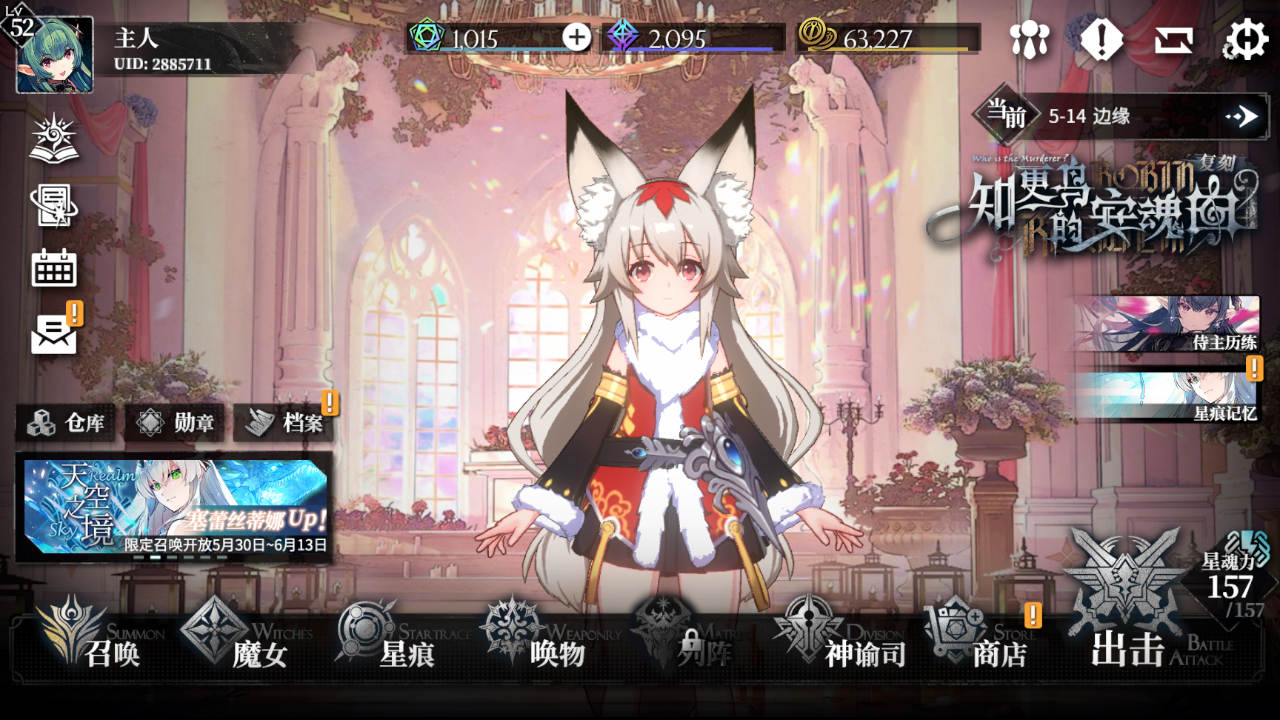 LV
52
主人
UID: 2885711
1,015
2,095
63,227
当前
5-14 边缘
Who is the Murderer?
复刻
知更鸟的安魂曲
ROBIN
侍主历练
星痕记忆
仓库
勋章
档案
天空之境
Realm
Sky
塞蕾丝蒂娜Up!
限定召唤开放5月30日~6月13日
星魂力
157
/157
召唤 SUMMON
魔女 WITCHES
星痕 STARTRACE
唤物 WEAPONRY
列阵
神谕司 DIVISION
商店 STORE
出击 BATTLE ATTACK